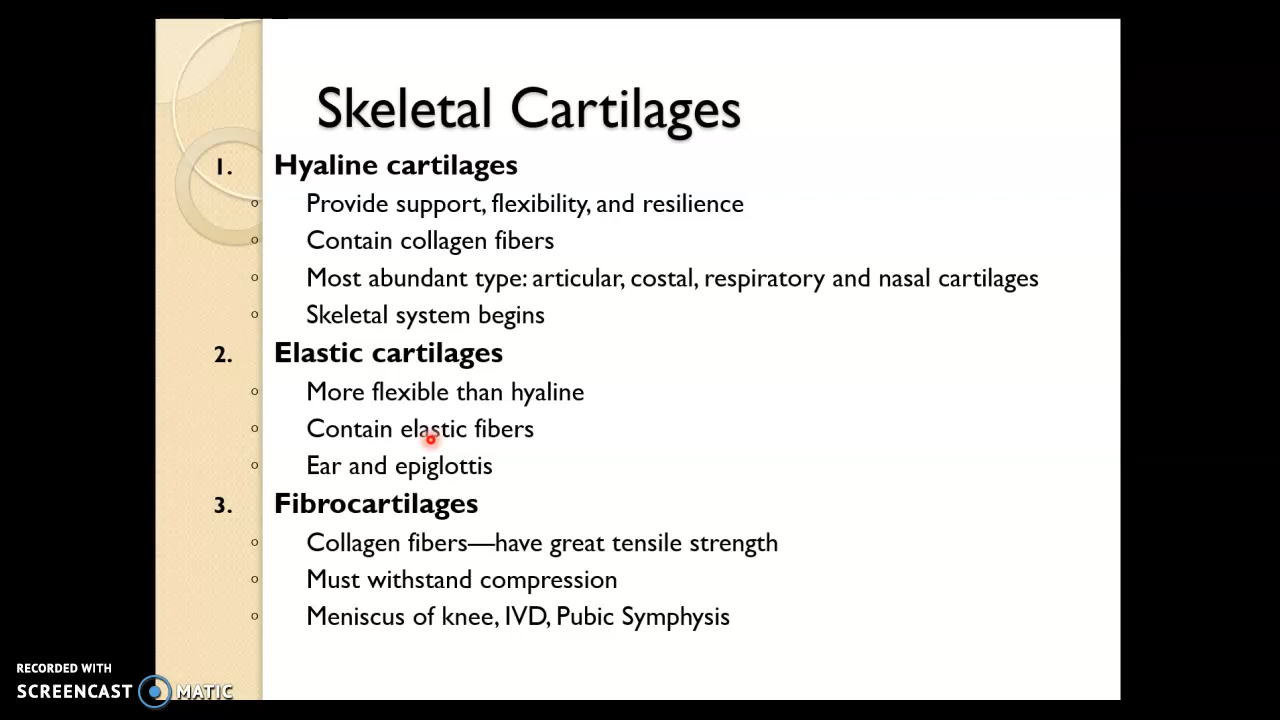 Skeletal Cartilages
1. Hyaline cartilages
o Provide support, flexibility, and resilience
o Contain collagen fibers
o Most abundant type: articular, costal, respiratory and nasal cartilages
o Skeletal system begins
2. Elastic cartilages
o More flexible than hyaline
o Contain elastic fibers
o Ear and epiglottis
3. Fibrocartilages
o Collagen fibers—have great tensile strength
o Must withstand compression
o Meniscus of knee, IVD, Pubic Symphysis
RECORDED WITH
SCREENCAST MATIC